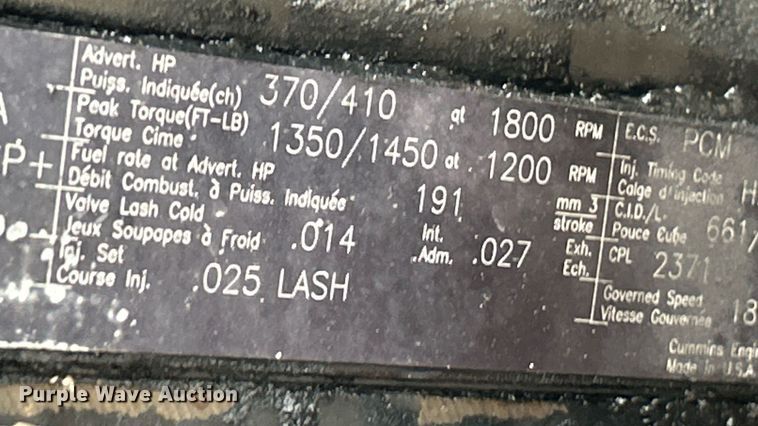 Advert. HP
Puiss. Indiquée(ch) 370/410 at 1800 RPM
Peak Torque(FT-LB)
Torque Cime 1350/1450 at 1200 RPM
P+
Fuel rate at Advert. HP
Débit Combust. à Puiss. Indiquée 191 mm 3 stroke
Valve Lash Cold
Jeux Soupapes à Froid .014 Int. Adm. .027 Exh. Ech.
Inj. Set
Course Inj. .025 LASH
E.C.S. PCM
Inj. Timing Code
Calge d'injection H
C.I.D./L.
Pouce Cube 661/
CPL 2371
Governed Speed
Vitesse Gouvernee 18
Cummins Engi
Made in U.S.A.
Purple Wave Auction